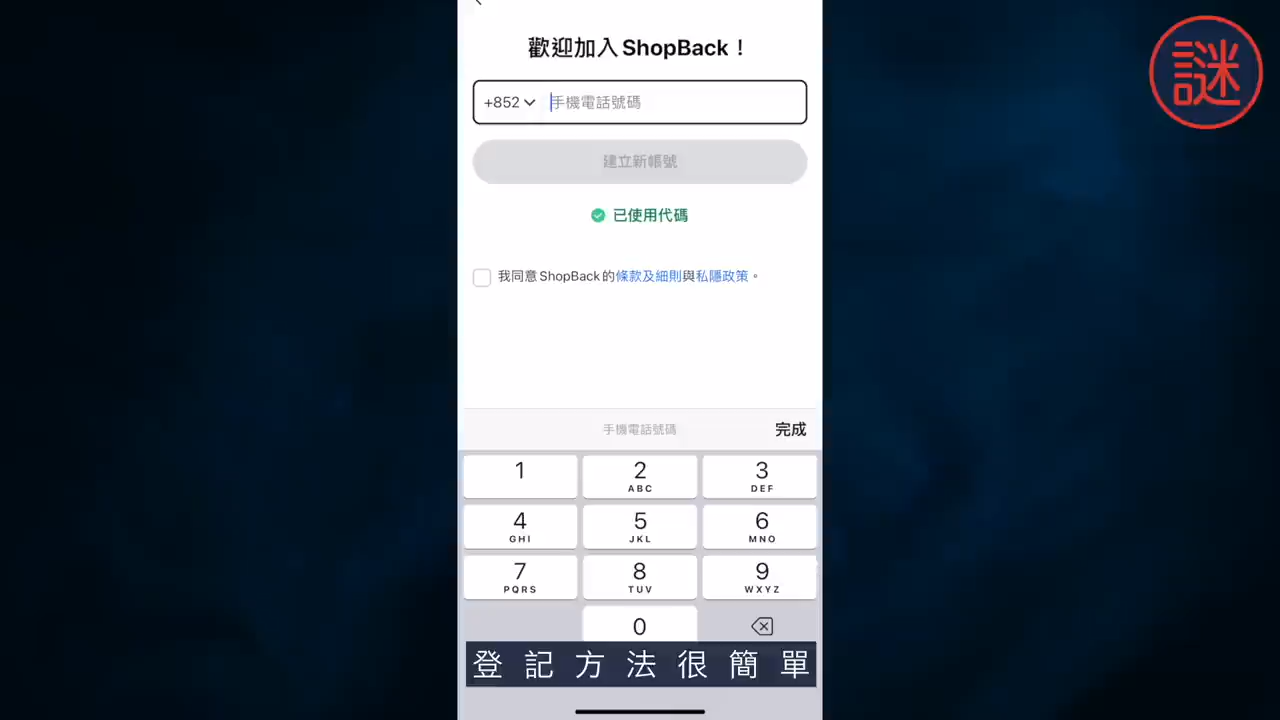 謎
歡迎加入 ShopBack！
+852 手機電話號碼
建立新帳號
已使用代碼
我同意 ShopBack 的條款及細則與私隱政策。
手機電話號碼 完成
1 2 3
ABC DEF
4 5 6
GHI JKL MNO
7 8 9
PQRS TUV WXYZ
0
登記方法很簡單